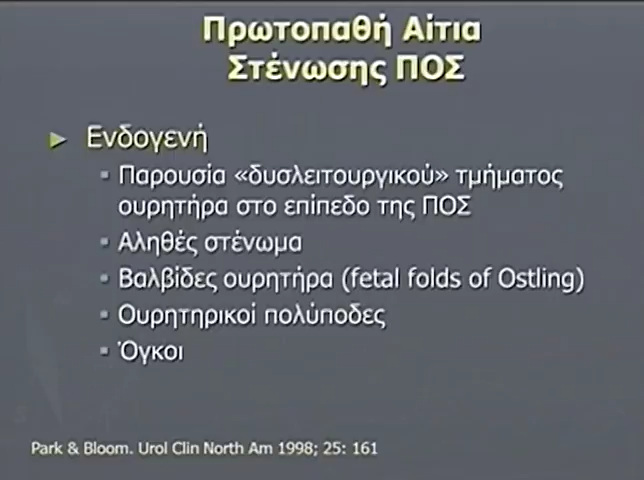 Πρωτοπαθή Αίτια
Στένωσης ΠΟΣ
Ενδογενή
Παρουσία «δυσλειτουργικού» τμήματος
ουρητήρα στο επίπεδο της ΠΟΣ
Αληθές στένωμα
Βαλβίδες ουρητήρα (fetal folds of Ostling)
Ουρητηρικοί πολύποδες
Όγκοι
Park & Bloom. Urol Clin North Am 1998; 25: 161